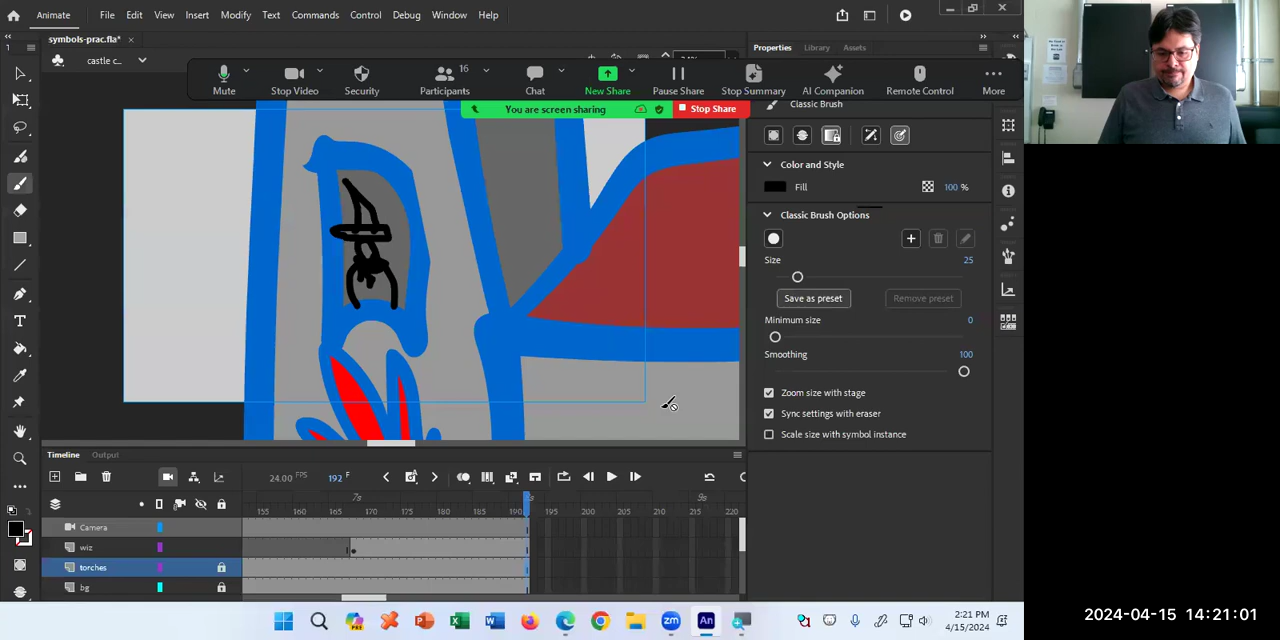 Animate File Edit View Insert Modify Text Commands Control Debug Window Help
symbols-prac.fla* ×
castle c...
Mute Stop Video Security Participants 16 Chat New Share Pause Share Stop Summary AI Companion Remote Control More
You are screen sharing Stop Share
Properties Library Assets
Classic Brush
Color and Style
Fill 100 %
Classic Brush Options
Size 25
Save as preset Remove preset
Minimum size 0
Smoothing 100
Zoom size with stage
Sync settings with eraser
Scale size with symbol instance
Timeline Output
24.00 FPS 192 F
7s 9s
155 160 165 170 175 180 185 190 195 200 205 210 215 220
Camera
wiz
torches
bg
2:21 PM
4/15/2024
2024-04-15 14:21:01